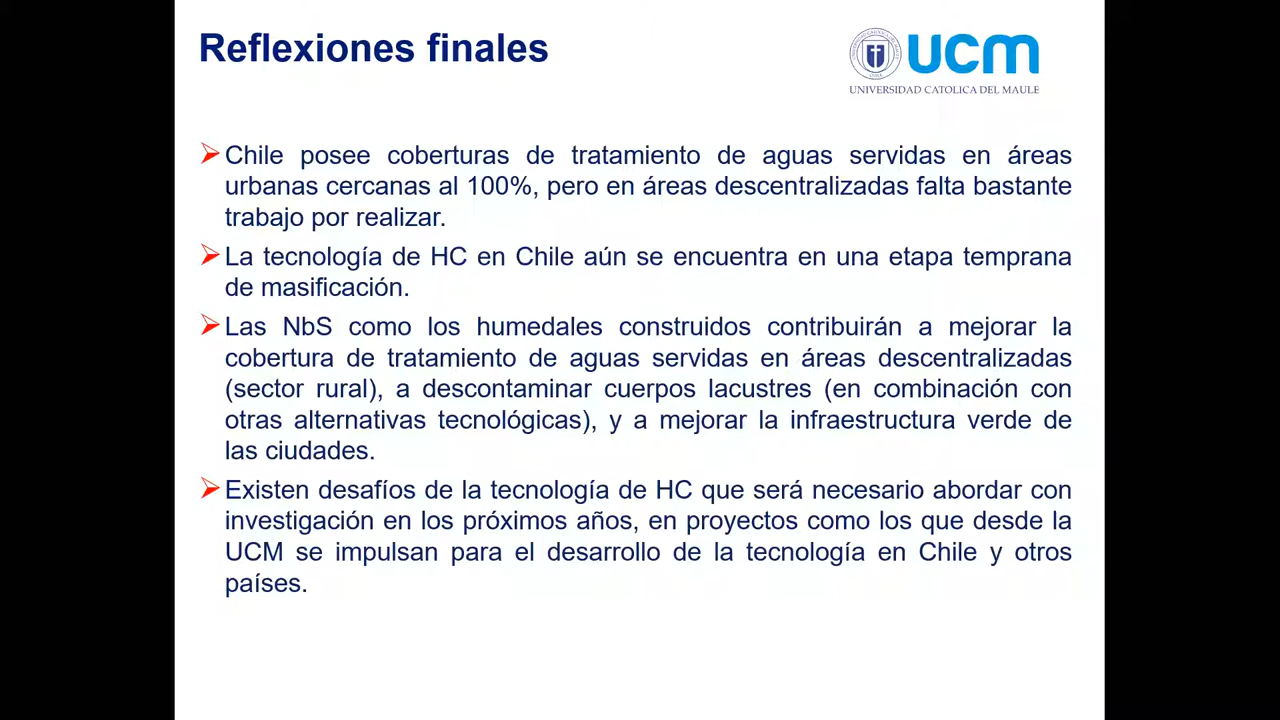 Reflexiones finales
ucm
UNIVERSIDAD CATOLICA DEL MAULE
Chile posee coberturas de tratamiento de aguas servidas en áreas
urbanas cercanas al 100%, pero en áreas descentralizadas falta bastante
trabajo por realizar.
La tecnología de HC en Chile aún se encuentra en una etapa temprana
de masificación.
Las NbS como los humedales construidos contribuirán a mejorar la
cobertura de tratamiento de aguas servidas en áreas descentralizadas
(sector rural), a descontaminar cuerpos lacustres (en combinación con
otras alternativas tecnológicas), y a mejorar la infraestructura verde de
las ciudades.
Existen desafíos de la tecnología de HC que será necesario abordar con
investigación en los próximos años, en proyectos como los que desde la
UCM se impulsan para el desarrollo de la tecnología en Chile y otros
países.